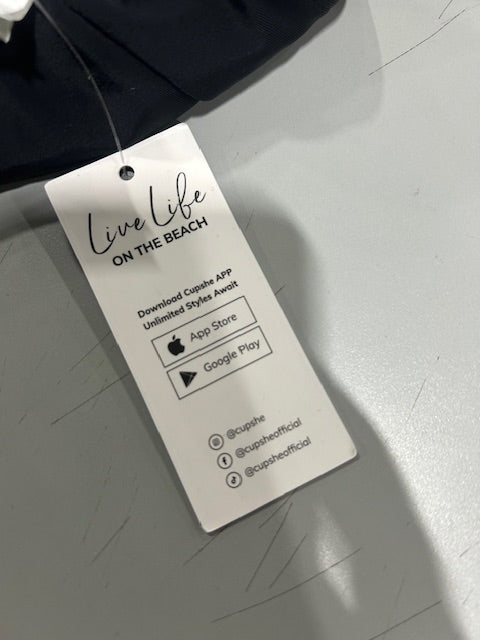 Live Life
ON THE BEACH
Download Cupshe APP
Unlimited Styles Await
App Store
Google Play
@cupshe
@cupsheofficial
@cupsheofficial